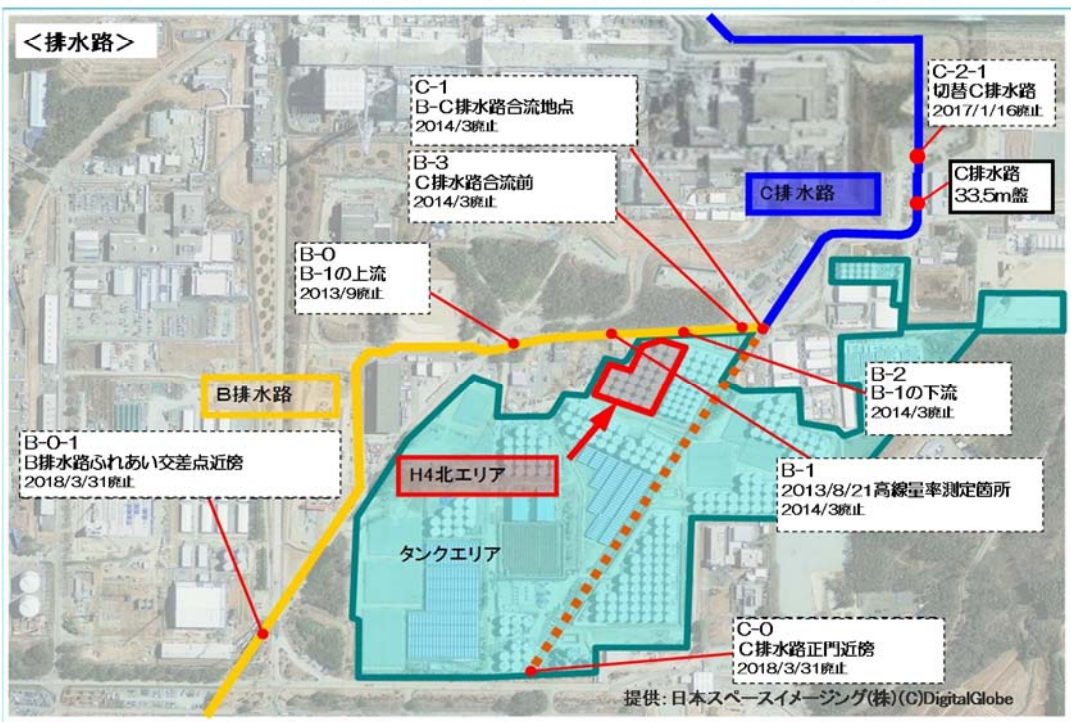 ＜排水路＞
C-1
B-C排水路合流地点
2014/3廃止
C-2-1
切替C排水路
2017/1/16廃止
B-3
C排水路合流前
2014/3廃止
C排水路
C排水路
33.5m盤
B-0
B-1の上流
2013/9廃止
B排水路
B-2
B-1の下流
2014/3廃止
B-0-1
B排水路ふれあい交差点近傍
2018/3/31廃止
H4北エリア
B-1
2013/8/21高線量率測定箇所
2014/3廃止
タンクエリア
C-0
C排水路正門近傍
2018/3/31廃止
提供：日本スペースイメージング(株)(C)DigitalGlobe